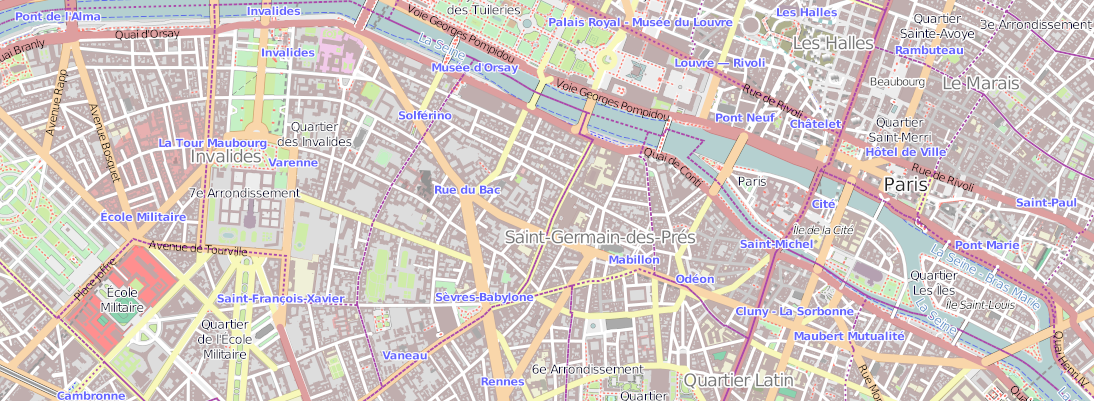 des Tuileries
Les Halles
Quartier
Sainte-Avoye
3e Arrondissement
Pont de l'Alma
Invalides
Voie Georges Pompidou
Palais Royal - Musée du Louvre
Quai d'Orsay
Les Halles
Rambuteau
Quai Branly
Invalides
La Seine
Musée d'Orsay
Louvre — Rivoli
Beaubourg
Le Marais
Avenue Rapp
Avenue Bosquet
Solférino
Voie Georges Pompidou
Rue de Rivoli
Pont Neuf
Châtelet
Quartier
Saint-Merri
Quartier
des Invalides
La Tour Maubourg
Invalides
Varenne
Quai de Conti
Hôtel de Ville
Rue de Rivoli
7e Arrondissement
Rue du Bac
Paris
Paris
Cité
Saint-Paul
École Militaire
Île de la Cité
Saint-Germain-des-Prés
Saint-Michel
Pont-Marie
Avenue de Tourville
Mabillon
La Seine - Bras Marie
Place Joffre
Odéon
Quartier
Les Îles
École
Militaire
Saint-François-Xavier
Sèvres-Babylone
Île Saint-Louis
Cluny - La Sorbonne
La Seine
Quartier
de l'École
Militaire
Maubert Mutualité
Vaneau
Quai Henri IV
6e Arrondissement
Rennes
Quartier Latin
Cambronne
Quartier